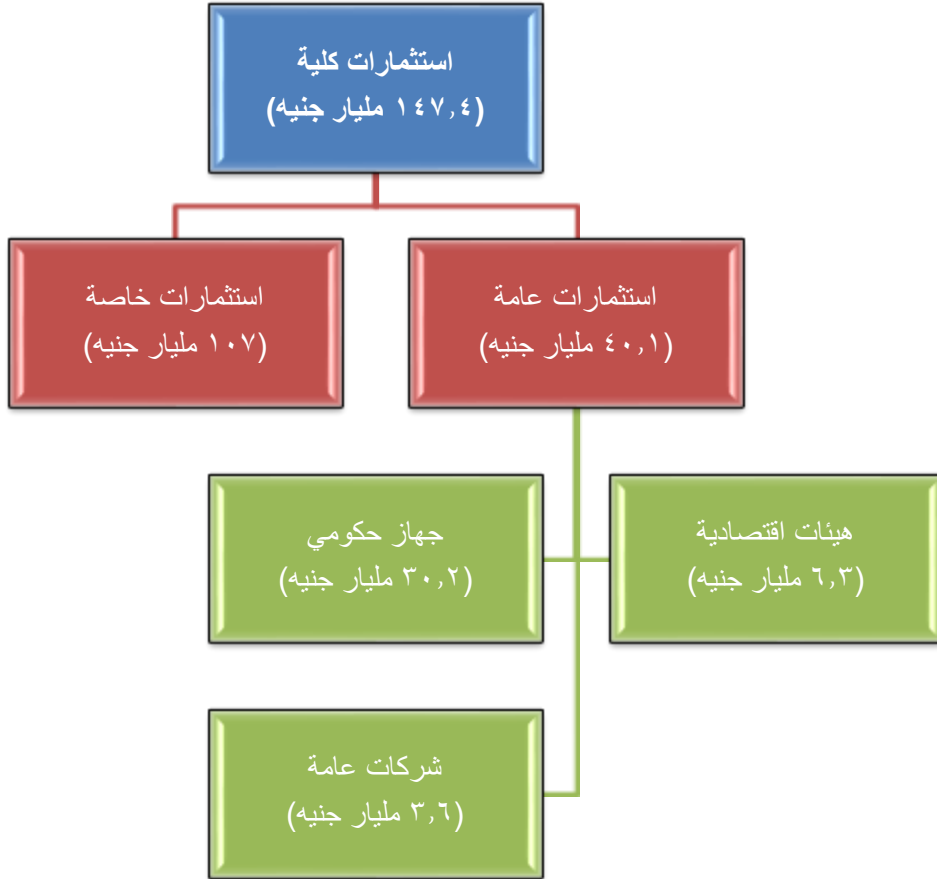 استثمارات كلية
(١٤٧,٤ مليار جنيه)
استثمارات عامة
(٤٠,١ مليار جنيه)
استثمارات خاصة
(١٠٧ مليار جنيه)
هيئات اقتصادية
(٦,٣ مليار جنيه)
جهاز حكومي
(٣٠,٢ مليار جنيه)
شركات عامة
(٣,٦ مليار جنيه)